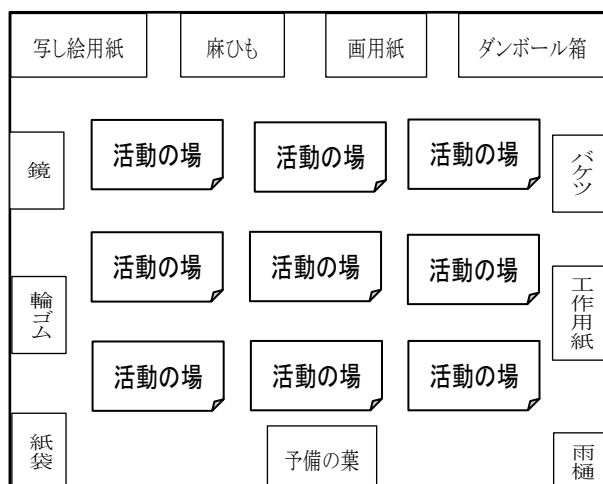 写し絵用紙
麻ひも
画用紙
ダンボール箱
鏡
活動の場
活動の場
活動の場
バケツ
輪ゴム
活動の場
活動の場
活動の場
工作用紙
活動の場
活動の場
活動の場
紙袋
予備の葉
雨樋